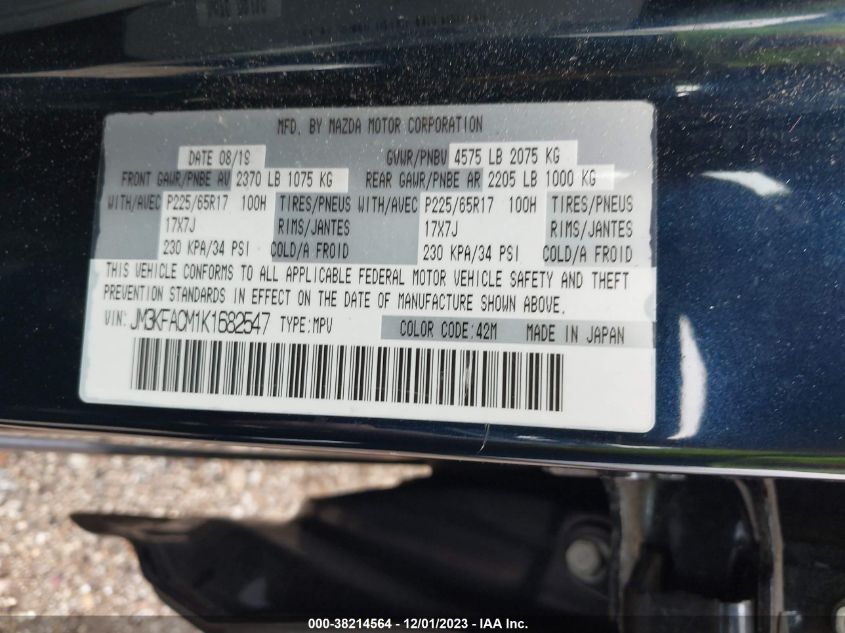 MFD. BY MAZDA MOTOR CORPORATION
DATE 08/18 GVWR/PNBV 4575 LB 2075 KG
FRONT GAWR/PNBE AV 2370 LB 1075 KG REAR GAWR/PNBE AR 2205 LB 1000 KG
WITH/AVEC P225/65R17 100H TIRES/PNEUS WITH/AVEC P225/65R17 100H TIRES/PNEUS
17X7J RIMS/JANTES 17X7J RIMS/JANTES
230 KPA/34 PSI COLD/A FROID 230 KPA/34 PSI COLD/A FROID
THIS VEHICLE CONFORMS TO ALL APPLICABLE FEDERAL MOTOR VEHICLE SAFETY AND THEFT
PREVENTION STANDARDS IN EFFECT ON THE DATE OF MANUFACTURE SHOWN ABOVE.
VIN: JM3KFACM1K1682547 TYPE: MPV COLOR CODE: 42M MADE IN JAPAN
000-38214564 - 12/01/2023 - IAA Inc.